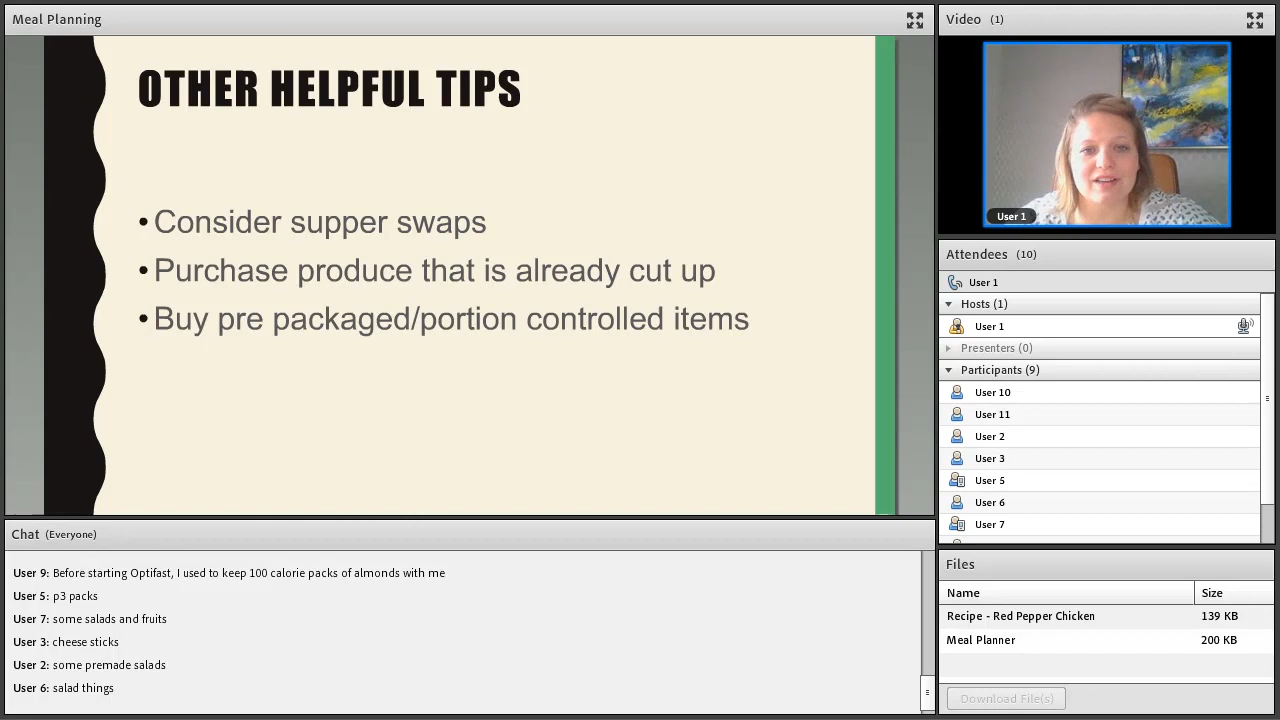 Meal Planning
OTHER HELPFUL TIPS
• Consider supper swaps
• Purchase produce that is already cut up
• Buy pre packaged/portion controlled items
Chat (Everyone)
User 9: Before starting Optifast, I used to keep 100 calorie packs of almonds with me
User 5: p3 packs
User 7: some salads and fruits
User 3: cheese sticks
User 2: some premade salads
User 6: salad things
Video (1)
User 1
Attendees (10)
User 1
Hosts (1)
User 1
Presenters (0)
Participants (9)
User 10
User 11
User 2
User 3
User 5
User 6
User 7
Files
Name Size
Recipe - Red Pepper Chicken 139 KB
Meal Planner 200 KB
Download File(s)